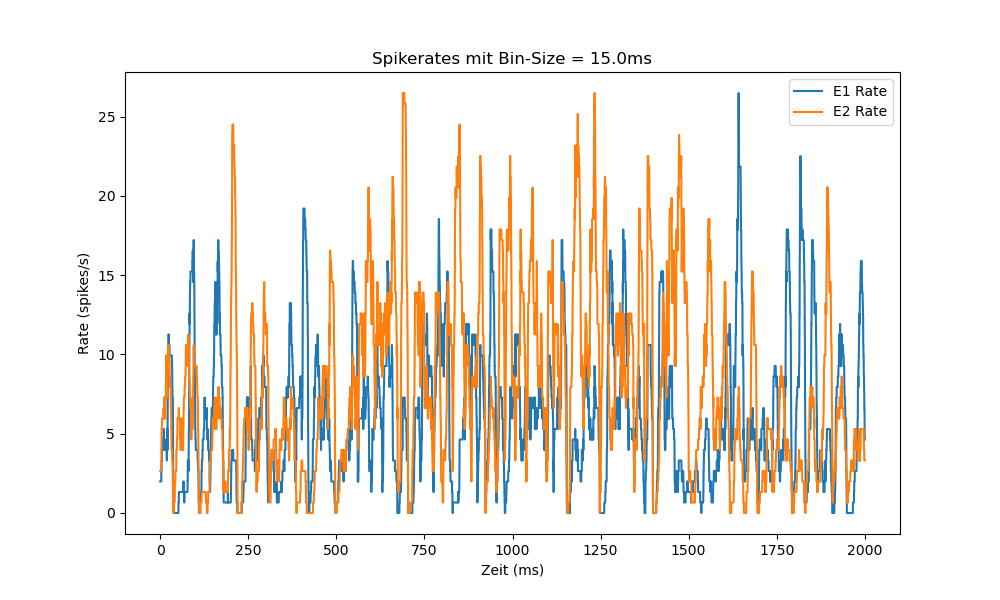 Spikerates mit Bin-Size = 15.0ms
E1 Rate
E2 Rate
Rate (spikes/s)
25
20
15
10
5
0
0 250 500 750 1000 1250 1500 1750 2000
Zeit (ms)